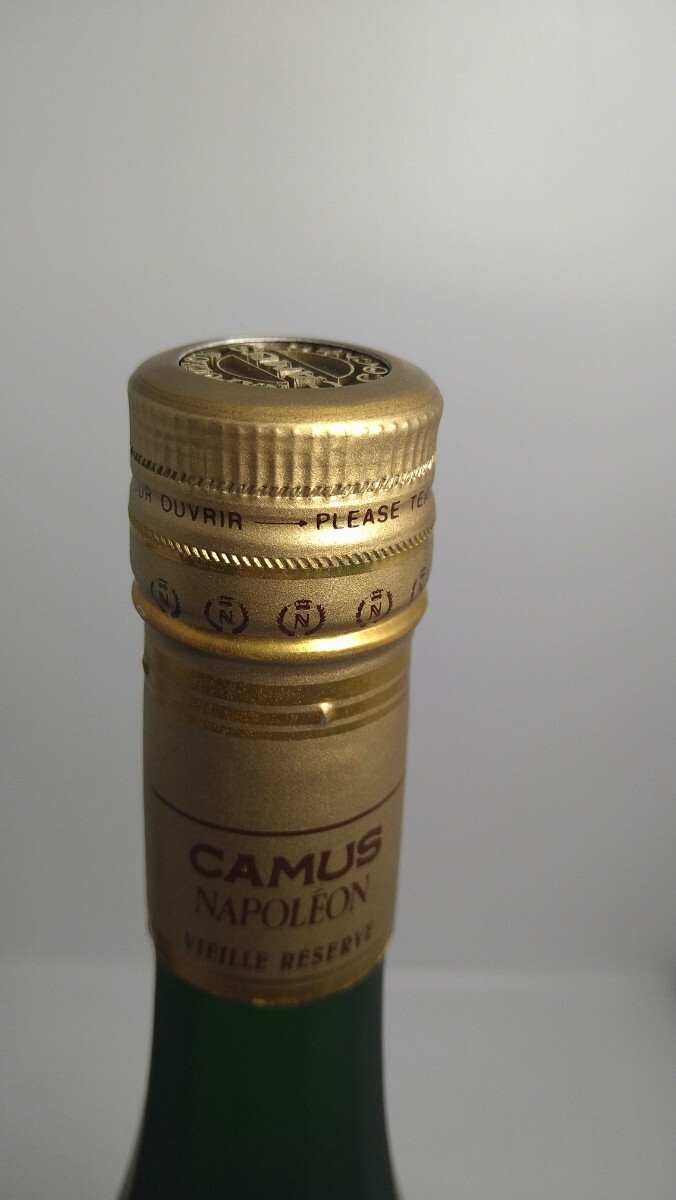 OUVRIR → PLEASE
N N N N
CAMUS
NAPOLÉON
VIEILLE RÉSERVE